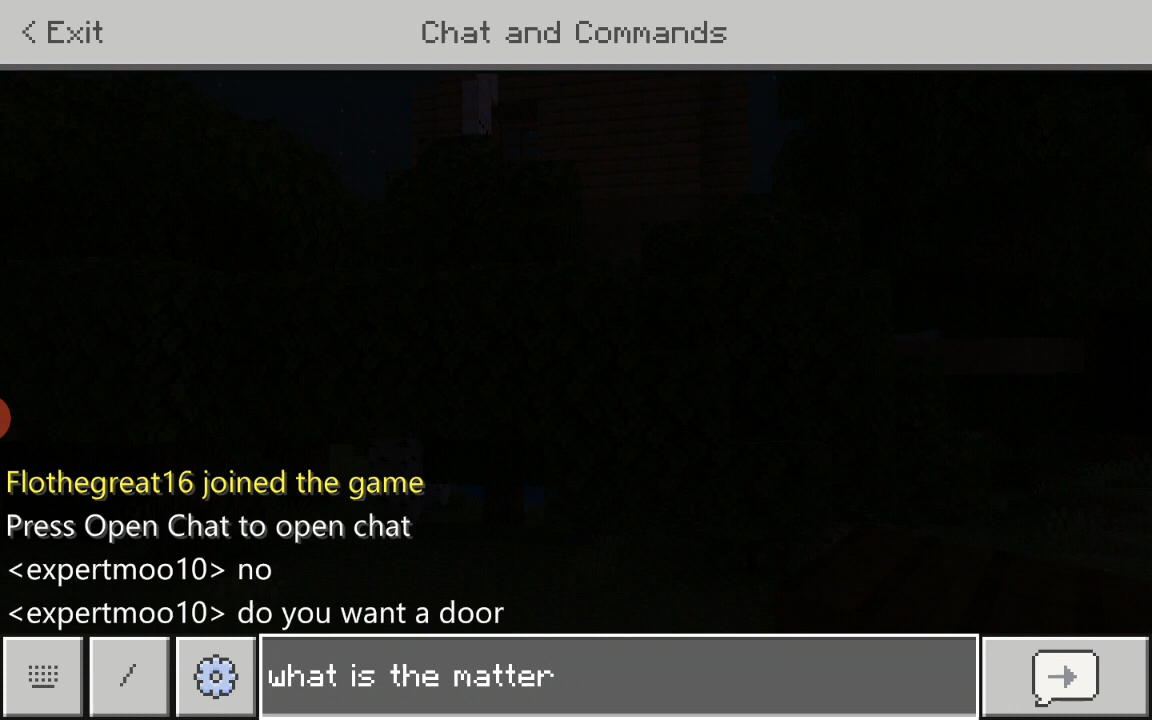 < Exit
Chat and Commands
Flothegreat16 joined the game
Press Open Chat to open chat
<expertmoo10> no
<expertmoo10> do you want a door
/
what is the matter